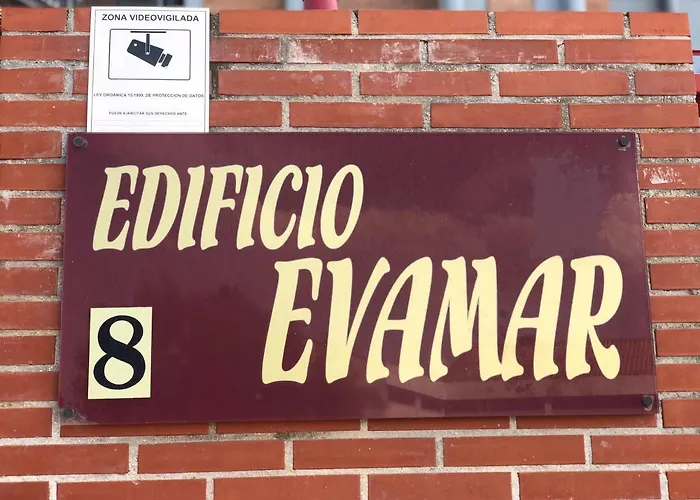 ZONA VIDEOVIGILADA
LEY ORGÁNICA 15/1999, DE PROTECCIÓN DE DATOS
PUEDE EJERCITAR SUS DERECHOS ANTE:
EDIFICIO
EVAMAR
8